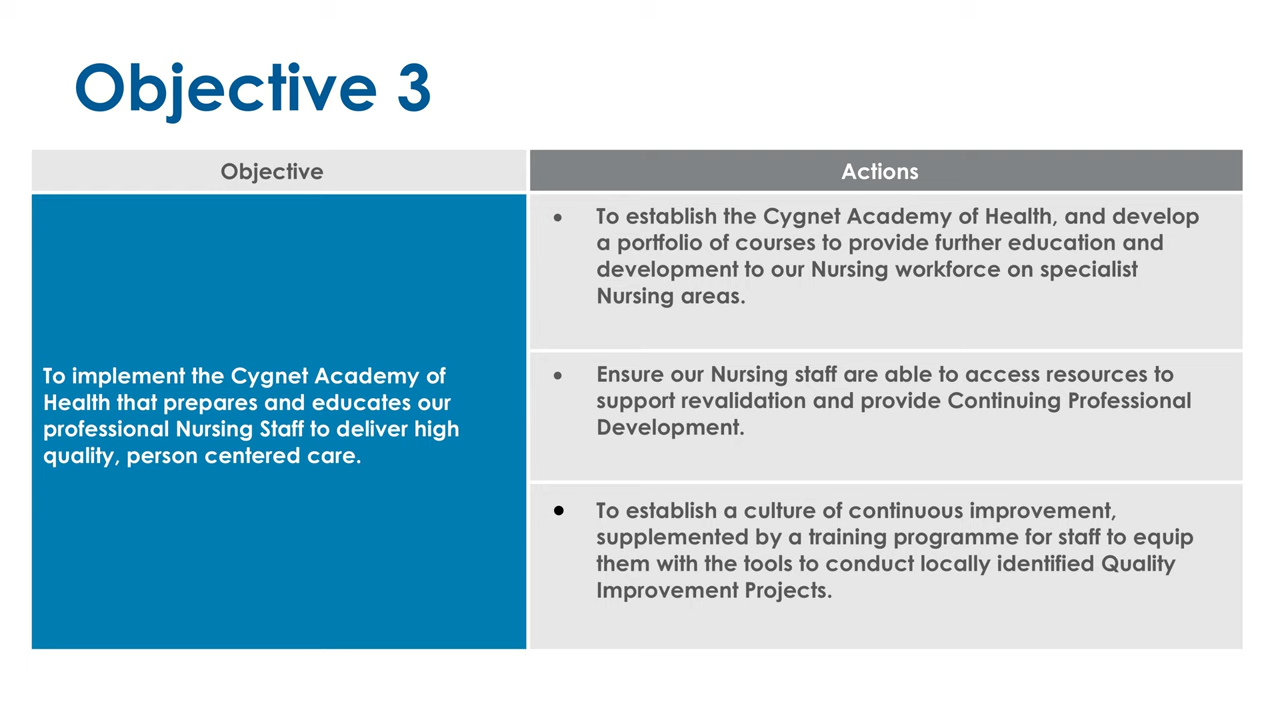 Objective 3
Objective
Actions
To implement the Cygnet Academy of
Health that prepares and educates our
professional Nursing Staff to deliver high
quality, person centered care.
• To establish the Cygnet Academy of Health, and develop
a portfolio of courses to provide further education and
development to our Nursing workforce on specialist
Nursing areas.
• Ensure our Nursing staff are able to access resources to
support revalidation and provide Continuing Professional
Development.
• To establish a culture of continuous improvement,
supplemented by a training programme for staff to equip
them with the tools to conduct locally identified Quality
Improvement Projects.